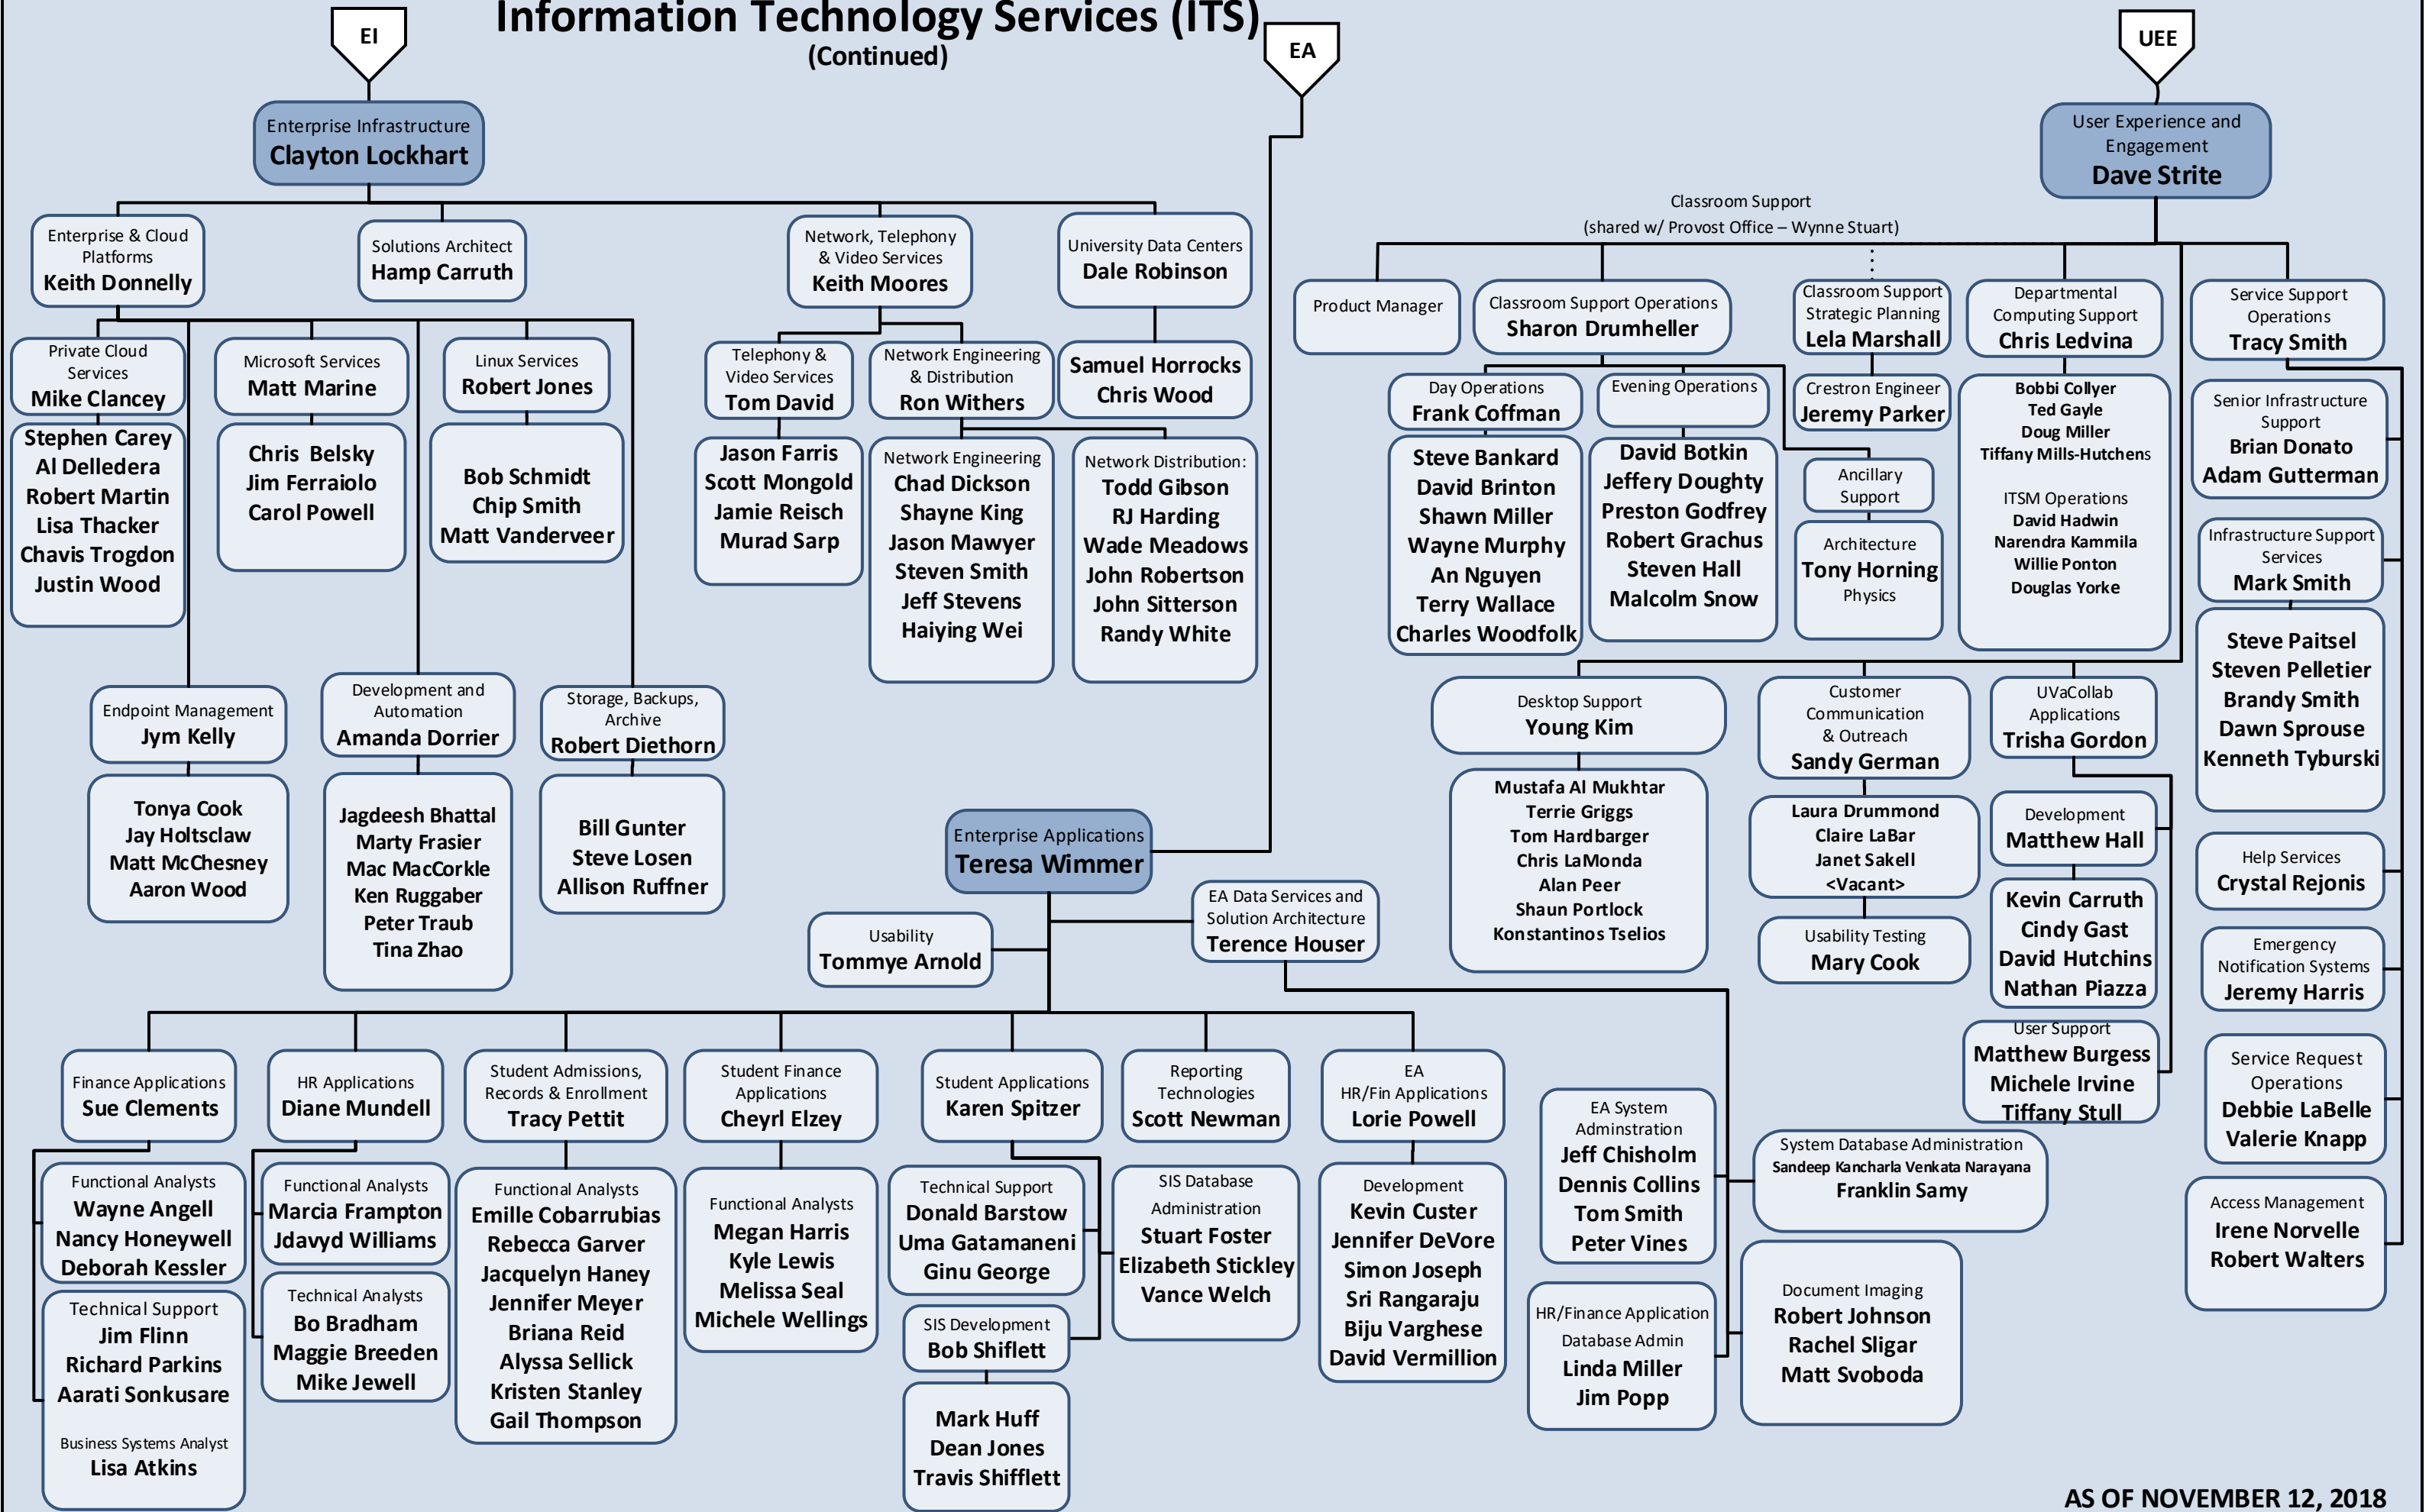 Information Technology Services (ITS)
(Continued)
EI
EA
UEE
Enterprise Infrastructure
Clayton Lockhart
Enterprise & Cloud
Platforms
Keith Donnelly
Solutions Architect
Hamp Carruth
Network, Telephony
& Video Services
Keith Moores
University Data Centers
Dale Robinson
Private Cloud
Services
Mike Clancey
Stephen Carey
Al Delledera
Robert Martin
Lisa Thacker
Chavis Trogdon
Justin Wood
Microsoft Services
Matt Marine
Chris Belsky
Jim Ferraiolo
Carol Powell
Linux Services
Robert Jones
Bob Schmidt
Chip Smith
Matt Vanderveer
Telephony &
Video Services
Tom David
Jason Farris
Scott Mongold
Jamie Reisch
Murad Sarp
Network Engineering
& Distribution
Ron Withers
Network Engineering
Chad Dickson
Shayne King
Jason Mawyer
Steven Smith
Jeff Stevens
Haiying Wei
Network Distribution:
Todd Gibson
RJ Harding
Wade Meadows
John Robertson
John Sitterson
Randy White
Samuel Horrocks
Chris Wood
Endpoint Management
Jym Kelly
Tonya Cook
Jay Holtsclaw
Matt McChesney
Aaron Wood
Development and
Automation
Amanda Dorrier
Jagdeesh Bhattal
Marty Frasier
Mac MacCorkle
Ken Ruggaber
Peter Traub
Tina Zhao
Storage, Backups,
Archive
Robert Diethorn
Bill Gunter
Steve Losen
Allison Ruffner
User Experience and
Engagement
Dave Strite
Classroom Support
(shared w/ Provost Office – Wynne Stuart)
Product Manager
Classroom Support Operations
Sharon Drumheller
Classroom Support
Strategic Planning
Lela Marshall
Departmental
Computing Support
Chris Ledvina
Service Support
Operations
Tracy Smith
Day Operations
Frank Coffman
Steve Bankard
David Brinton
Shawn Miller
Wayne Murphy
An Nguyen
Terry Wallace
Charles Woodfolk
Evening Operations
David Botkin
Jeffery Doughty
Preston Godfrey
Robert Grachus
Steven Hall
Malcolm Snow
Crestron Engineer
Jeremy Parker
Ancillary
Support
Architecture
Tony Horning
Physics
Bobbi Collyer
Ted Gayle
Doug Miller
Tiffany Mills-Hutchens
ITSM Operations
David Hadwin
Narendra Kammila
Willie Ponton
Douglas Yorke
Senior Infrastructure
Support
Brian Donato
Adam Gutterman
Infrastructure Support
Services
Mark Smith
Steve Paitsel
Steven Pelletier
Brandy Smith
Dawn Sprouse
Kenneth Tyburski
Help Services
Crystal Rejonis
Emergency
Notification Systems
Jeremy Harris
Service Request
Operations
Debbie LaBelle
Valerie Knapp
Access Management
Irene Norvelle
Robert Walters
Desktop Support
Young Kim
Mustafa Al Mukhtar
Terrie Griggs
Tom Hardbarger
Chris LaMonda
Alan Peer
Shaun Portlock
Konstantinos Tselios
Customer
Communication
& Outreach
Sandy German
Laura Drummond
Claire LaBar
Janet Sakell
<Vacant>
Usability Testing
Mary Cook
UVaCollab
Applications
Trisha Gordon
Development
Matthew Hall
Kevin Carruth
Cindy Gast
David Hutchins
Nathan Piazza
User Support
Matthew Burgess
Michele Irvine
Tiffany Stull
Enterprise Applications
Teresa Wimmer
Usability
Tommye Arnold
EA Data Services and
Solution Architecture
Terence Houser
Finance Applications
Sue Clements
Functional Analysts
Wayne Angell
Nancy Honeywell
Deborah Kessler
Technical Support
Jim Flinn
Richard Parkins
Aarati Sonkusare
Business Systems Analyst
Lisa Atkins
HR Applications
Diane Mundell
Functional Analysts
Marcia Frampton
Jdavyd Williams
Technical Analysts
Bo Bradham
Maggie Breeden
Mike Jewell
Student Admissions,
Records & Enrollment
Tracy Pettit
Functional Analysts
Emille Cobarrubias
Rebecca Garver
Jacquelyn Haney
Jennifer Meyer
Briana Reid
Alyssa Sellick
Kristen Stanley
Gail Thompson
Student Finance
Applications
Cheyrl Elzey
Functional Analysts
Megan Harris
Kyle Lewis
Melissa Seal
Michele Wellings
Student Applications
Karen Spitzer
Technical Support
Donald Barstow
Uma Gatamaneni
Ginu George
SIS Development
Bob Shiflett
Mark Huff
Dean Jones
Travis Shifflett
SIS Database
Administration
Stuart Foster
Elizabeth Stickley
Vance Welch
Reporting
Technologies
Scott Newman
EA
HR/Fin Applications
Lorie Powell
Development
Kevin Custer
Jennifer DeVore
Simon Joseph
Sri Rangaraju
Biju Varghese
David Vermillion
EA System
Adminstration
Jeff Chisholm
Dennis Collins
Tom Smith
Peter Vines
System Database Administration
Sandeep Kancharla Venkata Narayana
Franklin Samy
HR/Finance Application
Database Admin
Linda Miller
Jim Popp
Document Imaging
Robert Johnson
Rachel Sligar
Matt Svoboda
AS OF NOVEMBER 12, 2018